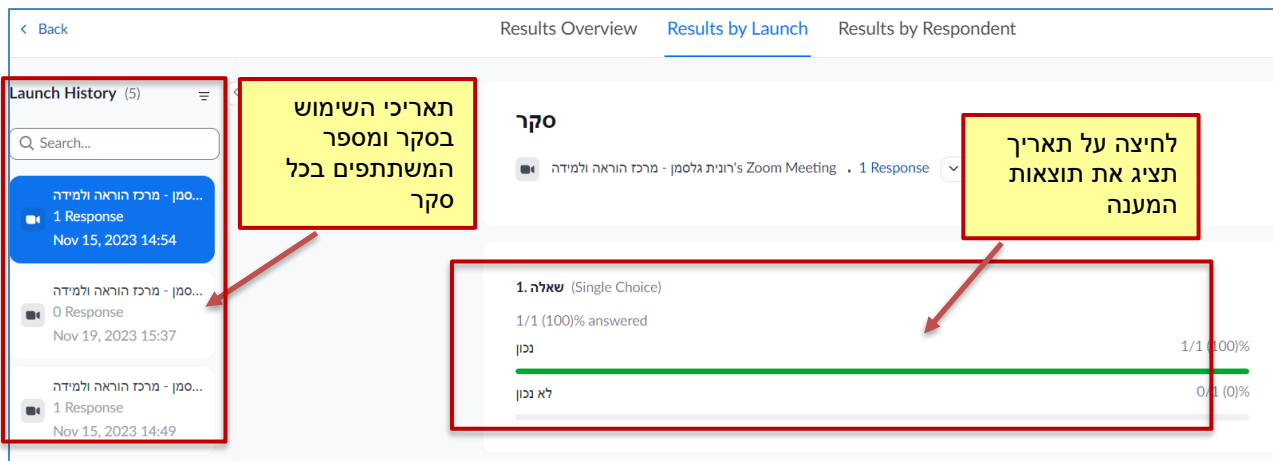 Back
Results Overview Results by Launch Results by Respondent
Launch History (5)
Search...
...סמן - מרכז הוראה ולמידה
1 Response
Nov 15, 2023 14:54
...סמן - מרכז הוראה ולמידה
0 Response
Nov 19, 2023 15:37
...סמן - מרכז הוראה ולמידה
1 Response
Nov 15, 2023 14:49
תאריכי השימוש
בסקר ומספר
המשתתפים בכל
סקר
סקר
רונית גלסמן - מרכז הוראה ולמידה's Zoom Meeting . 1 Response
לחיצה על תאריך
תציג את תוצאות
המענה
1. שאלה (Single Choice)
1/1 (100)% answered
נכון 1/1 (100)%
לא נכון 0/1 (0)%